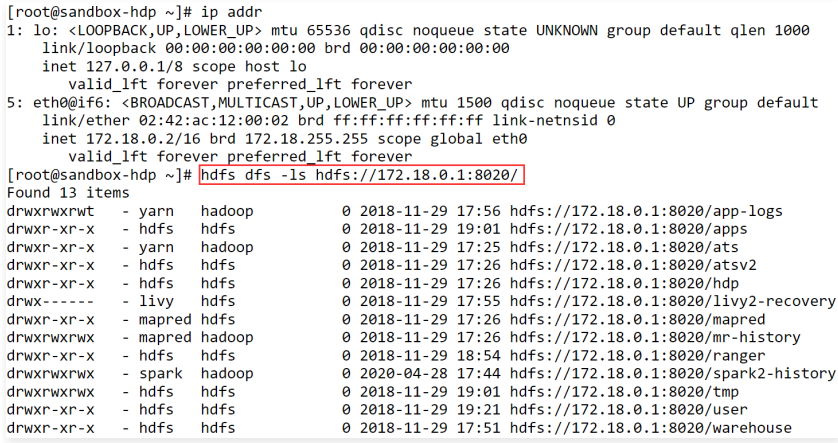 [root@sandbox-hdp ~]# ip addr
1: lo: <LOOPBACK,UP,LOWER_UP> mtu 65536 qdisc noqueue state UNKNOWN group default qlen 1000
    link/loopback 00:00:00:00:00:00 brd 00:00:00:00:00:00
    inet 127.0.0.1/8 scope host lo
       valid_lft forever preferred_lft forever
5: eth0@if6: <BROADCAST,MULTICAST,UP,LOWER_UP> mtu 1500 qdisc noqueue state UP group default
    link/ether 02:42:ac:12:00:02 brd ff:ff:ff:ff:ff:ff link-netnsid 0
    inet 172.18.0.2/16 brd 172.18.255.255 scope global eth0
       valid_lft forever preferred_lft forever
[root@sandbox-hdp ~]# hdfs dfs -ls hdfs://172.18.0.1:8020/
Found 13 items
drwxrwxrwt   - yarn   hadoop          0 2018-11-29 17:56 hdfs://172.18.0.1:8020/app-logs
drwxr-xr-x   - hdfs   hdfs            0 2018-11-29 19:01 hdfs://172.18.0.1:8020/apps
drwxr-xr-x   - yarn   hadoop          0 2018-11-29 17:25 hdfs://172.18.0.1:8020/ats
drwxr-xr-x   - hdfs   hdfs            0 2018-11-29 17:26 hdfs://172.18.0.1:8020/atsv2
drwxr-xr-x   - hdfs   hdfs            0 2018-11-29 17:26 hdfs://172.18.0.1:8020/hdp
drwx------   - livy   hdfs            0 2018-11-29 17:55 hdfs://172.18.0.1:8020/livy2-recovery
drwxr-xr-x   - mapred hdfs            0 2018-11-29 17:26 hdfs://172.18.0.1:8020/mapred
drwxrwxrwx   - mapred hadoop          0 2018-11-29 17:26 hdfs://172.18.0.1:8020/mr-history
drwxr-xr-x   - hdfs   hdfs            0 2018-11-29 18:54 hdfs://172.18.0.1:8020/ranger
drwxrwxrwx   - spark  hadoop          0 2020-04-28 17:44 hdfs://172.18.0.1:8020/spark2-history
drwxrwxrwx   - hdfs   hdfs            0 2018-11-29 19:01 hdfs://172.18.0.1:8020/tmp
drwxr-xr-x   - hdfs   hdfs            0 2018-11-29 19:21 hdfs://172.18.0.1:8020/user
drwxr-xr-x   - hdfs   hdfs            0 2018-11-29 17:51 hdfs://172.18.0.1:8020/warehouse